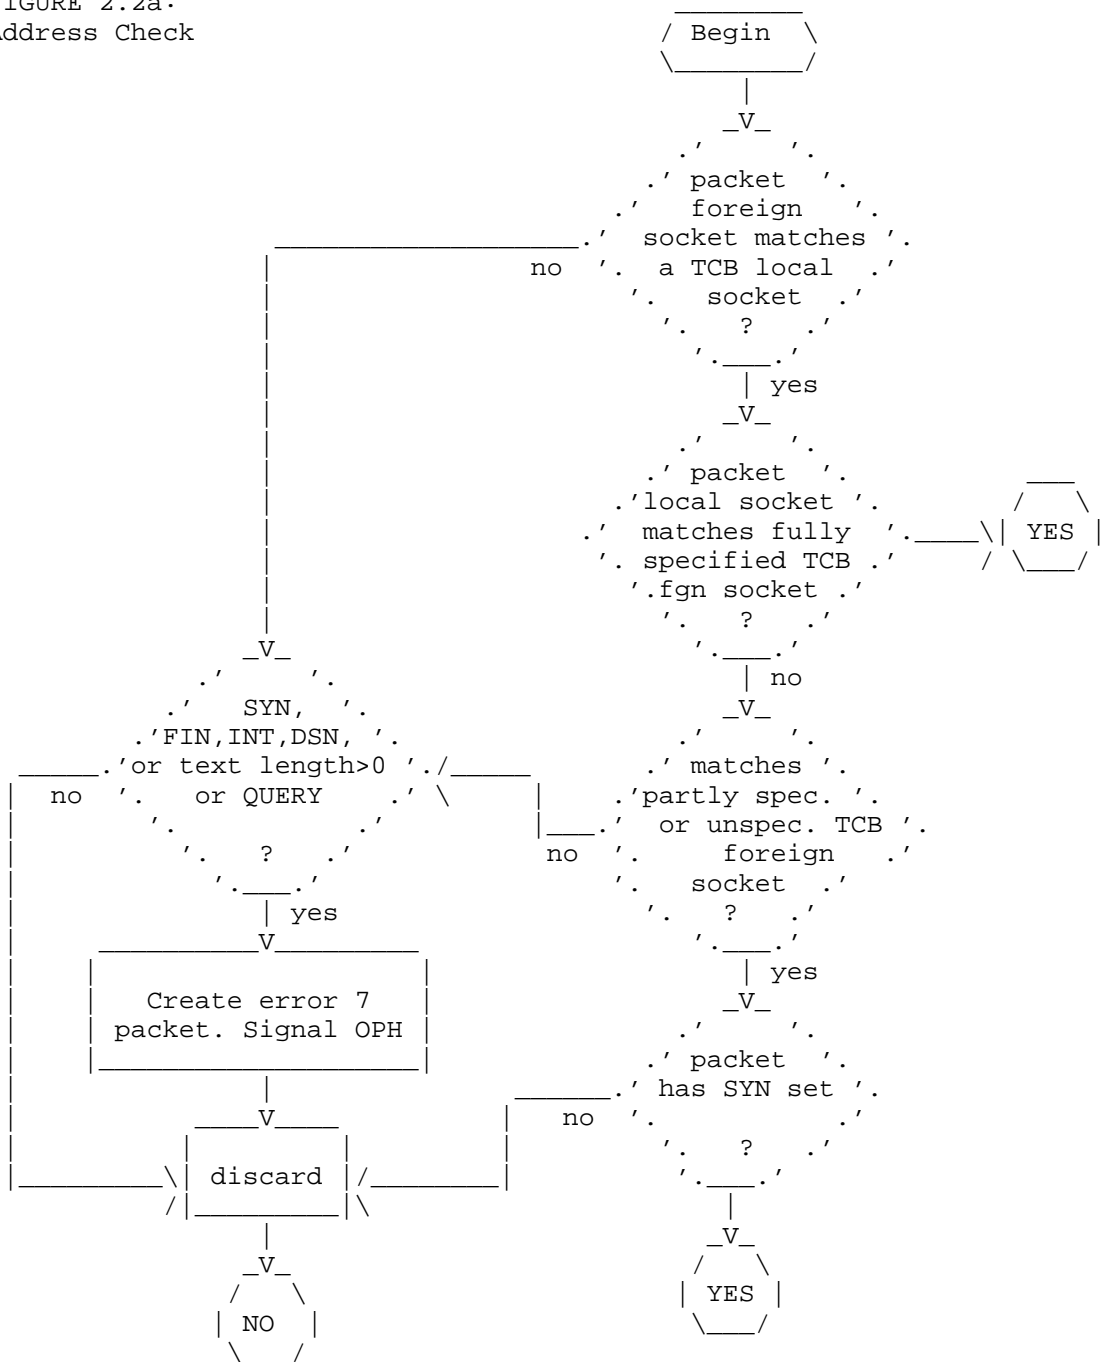 FIGURE 2.2a:
Address Check
Begin
packet
foreign
socket matches
a TCB local
socket
?
no
yes
packet
local socket
matches fully
specified TCB
fgn socket
?
YES
no
matches
partly spec.
or unspec. TCB
foreign
socket
?
no
yes
SYN,
FIN,INT,DSN,
or text length>0
or QUERY
?
no
yes
Create error 7
packet. Signal OPH
packet
has SYN set
?
no
discard
NO
YES